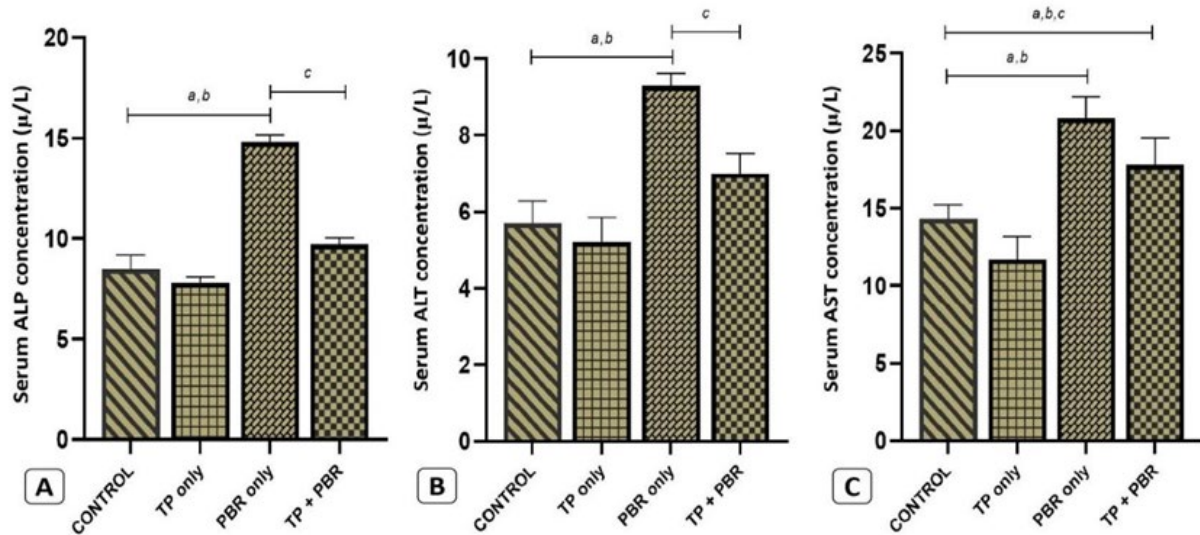 Serum ALP concentration (µ/L)
20
15
10
5
0
a,b
c
CONTROL
TP only
PBR only
TP + PBR
A
Serum ALT concentration (µ/L)
10
8
6
4
2
0
a,b
c
CONTROL
TP only
PBR only
TP + PBR
B
Serum AST concentration (µ/L)
25
20
15
10
5
0
a,b,c
a,b
CONTROL
TP only
PBR only
TP + PBR
C